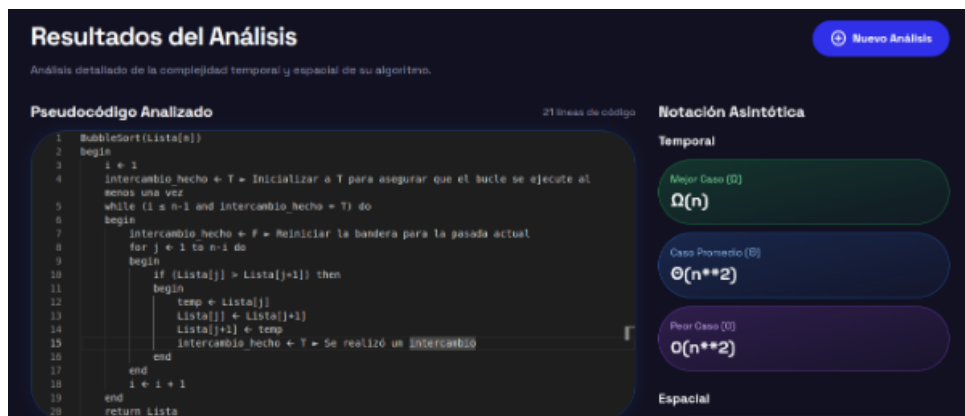 Resultados del Análisis
Nuevo Análisis
Análisis detallado de la complejidad temporal y espacial de su algoritmo.
Pseudocódigo Analizado
21 líneas de código
1 BubbleSort(Lista[n])
2 begin
3 i ← 1
4 intercambio_hecho ← T ► Inicializar a T para asegurar que el bucle se ejecute al
menos una vez
5 while (i ≤ n-1 and intercambio_hecho = T) do
6 begin
7 intercambio_hecho ← F ► Reiniciar la bandera para la pasada actual
8 for j ← 1 to n-i do
9 begin
10 if (Lista[j] > Lista[j+1]) then
11 begin
12 temp ← Lista[j]
13 Lista[j] ← Lista[j+1]
14 Lista[j+1] ← temp
15 intercambio_hecho ← T ► Se realizó um intercambio
16 end
17 end
18 i ← i + 1
19 end
20 return Lista
Notación Asintótica
Temporal
Mejor Caso (Ω)
Ω(n)
Caso Promedio (Θ)
Θ(n**2)
Peor Caso (O)
O(n**2)
Espacial